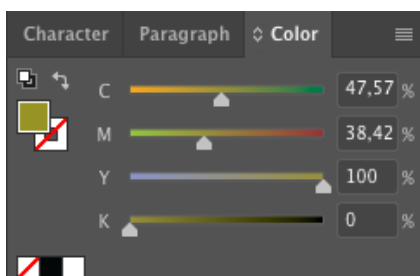 Character Paragraph Color
C 47,57 %
M 38,42 %
Y 100 %
K 0 %